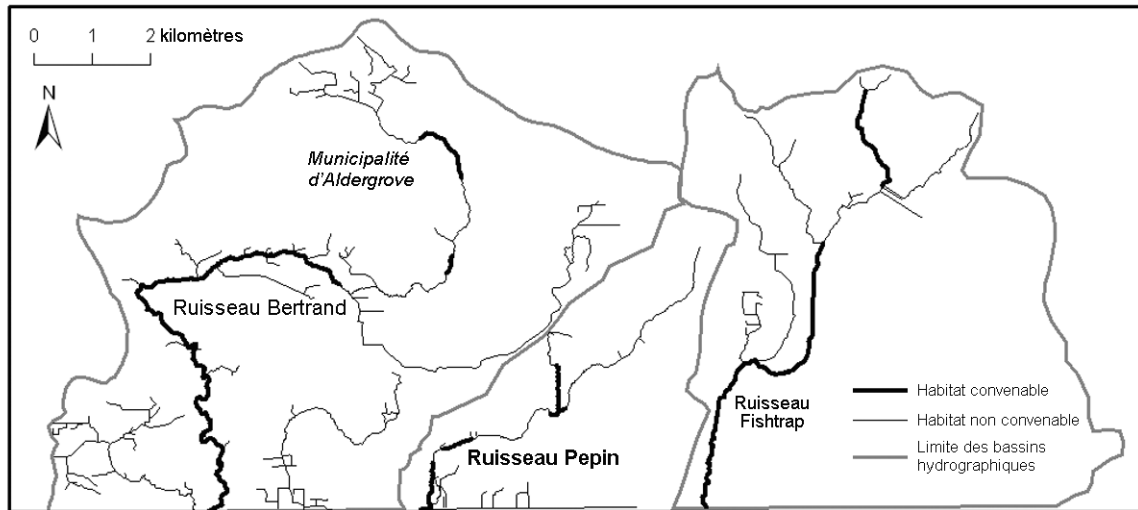 0 1 2 kilomètres
N
Municipalité
d'Aldergrove
Ruisseau Bertrand
Ruisseau Pepin
Ruisseau
Fishtrap
Habitat convenable
Habitat non convenable
Limite des bassins
hydrographiques